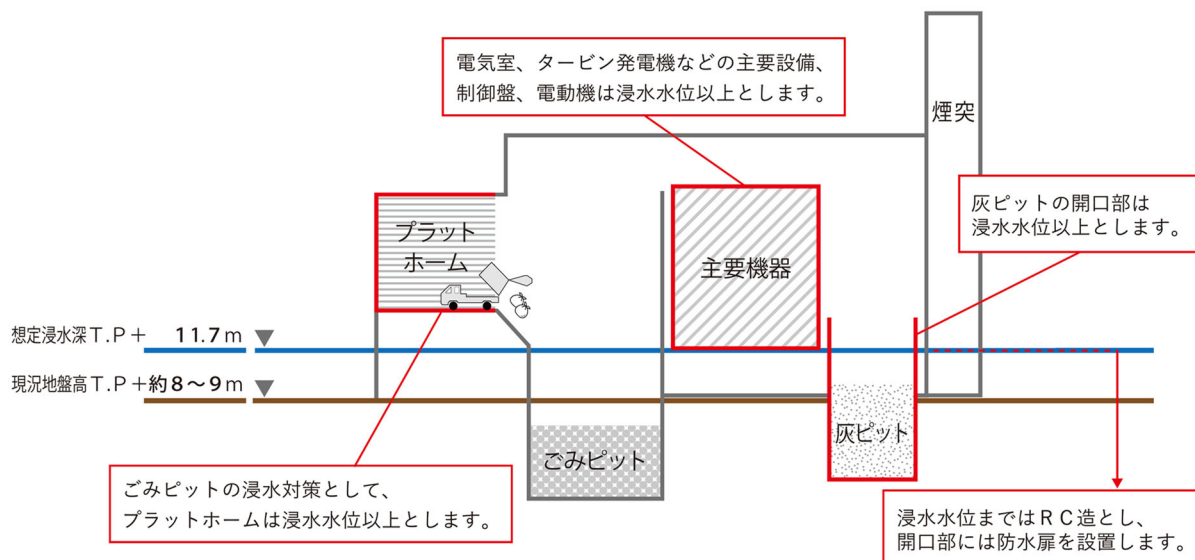 電気室、タービン発電機などの主要設備、
制御盤、電動機は浸水水位以上とします。
煙突
灰ピットの開口部は
浸水水位以上とします。
プラット
ホーム
主要機器
想定浸水深T.P+ 11.7m
現況地盤高T.P+約8〜9m
灰ピット
ごみピット
ごみピットの浸水対策として、
プラットホームは浸水水位以上とします。
浸水水位まではRC造とし、
開口部には防水扉を設置します。